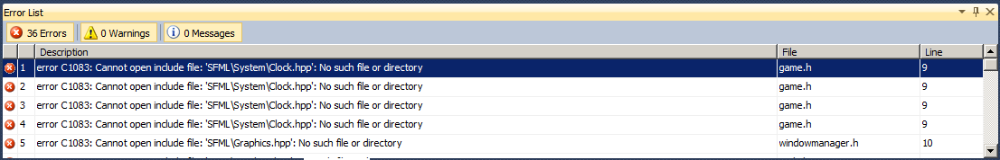 Error List
36 Errors 0 Warnings 0 Messages
Description File Line
1 error C1083: Cannot open include file: 'SFML\System\Clock.hpp': No such file or directory game.h 9
2 error C1083: Cannot open include file: 'SFML\System\Clock.hpp': No such file or directory game.h 9
3 error C1083: Cannot open include file: 'SFML\System\Clock.hpp': No such file or directory game.h 9
4 error C1083: Cannot open include file: 'SFML\System\Clock.hpp': No such file or directory game.h 9
5 error C1083: Cannot open include file: 'SFML\Graphics.hpp': No such file or directory windowmanager.h 10